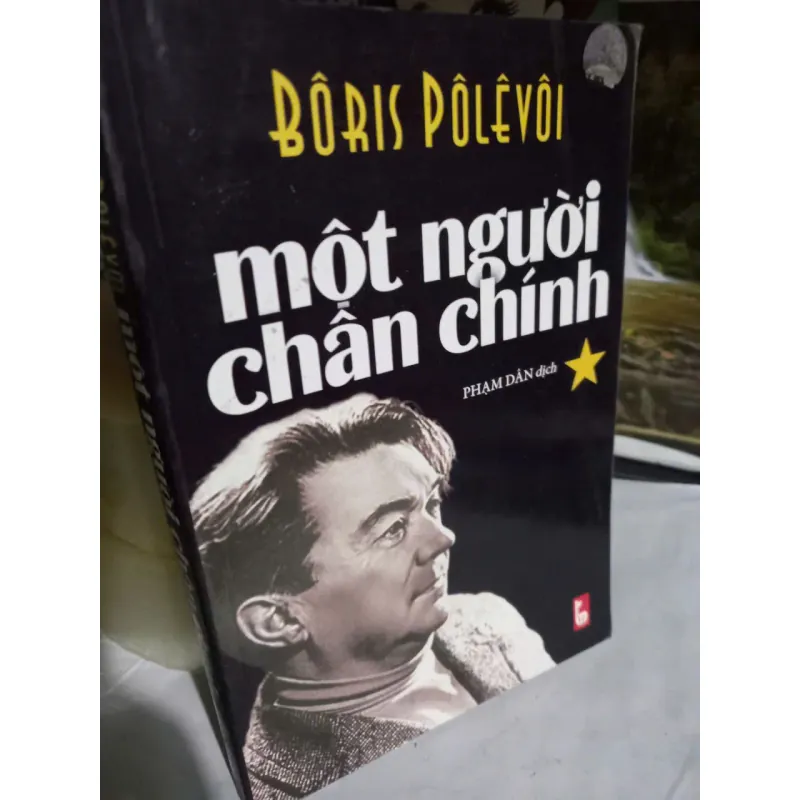 BÔRIS PÔLÊVÔI
một người
chân chính
PHẠM DÂN dịch